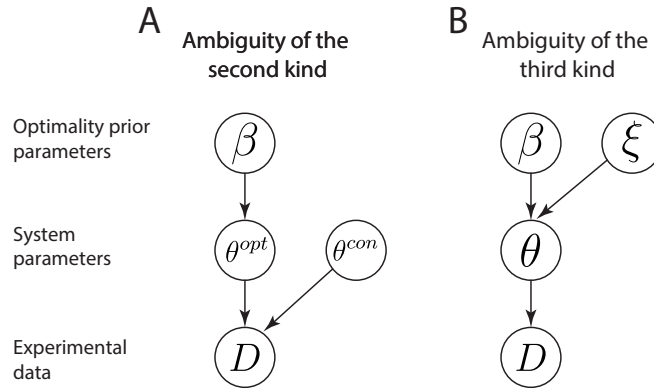 A
Ambiguity of the
second kind
B
Ambiguity of the
third kind
Optimality prior
parameters
β
β
ξ
System
parameters
θ^{opt}
θ^{con}
θ
Experimental
data
D
D